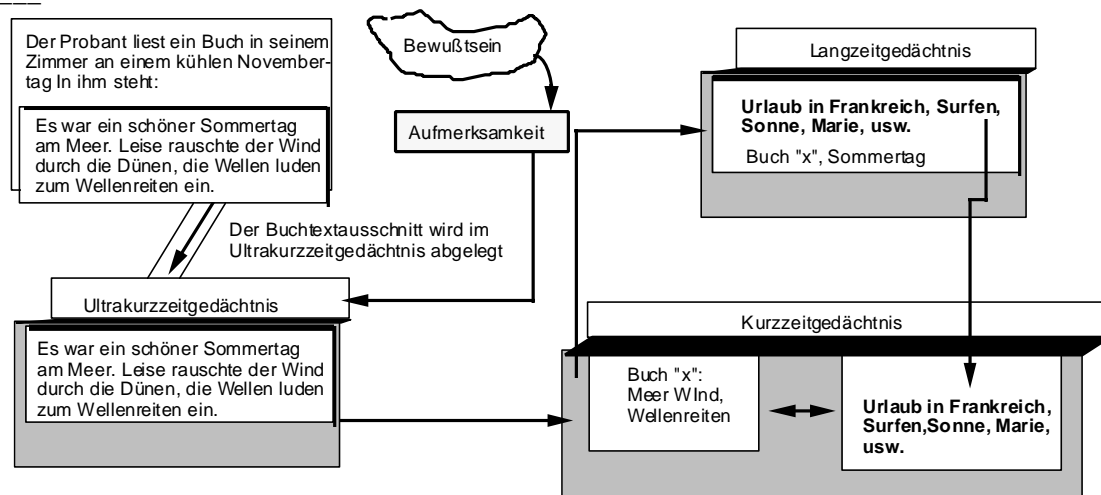 Der Probant liest ein Buch in seinem
Zimmer an einem kühlen November-
tag In ihm steht:
Es war ein schöner Sommertag
am Meer. Leise rauschte der Wind
durch die Dünen, die Wellen luden
zum Wellenreiten ein.
Bewußtsein
Aufmerksamkeit
Langzeitgedächtnis
Urlaub in Frankreich, Surfen,
Sonne, Marie, usw.
Buch "x", Sommertag
Der Buchtextausschnitt wird im
Ultrakurzzeitgedächtnis abgelegt
Ultrakurzzeitgedächtnis
Es war ein schöner Sommertag
am Meer. Leise rauschte der Wind
durch die Dünen, die Wellen luden
zum Wellenreiten ein.
Kurzzeitgedächtnis
Buch "x":
Meer WInd,
Wellenreiten
Urlaub in Frankreich,
Surfen,Sonne, Marie,
usw.